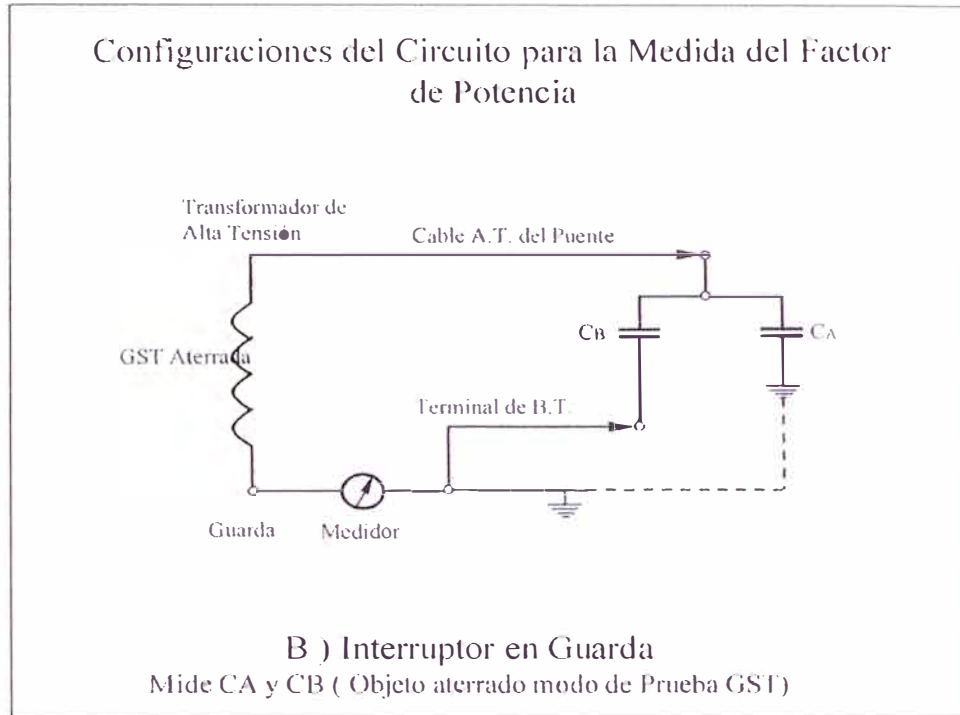 Configuraciones del Circuito para la Medida del Factor
de Potencia
Transformador de
Alta Tensión
Cable A.T. del Puente
CB
CA
GST Aterrada
Terminal de B.T.
Guarda
Medidor
B ) Interruptor en Guarda
Mide CA y CB ( Objeto aterrado modo de Prueba GST)